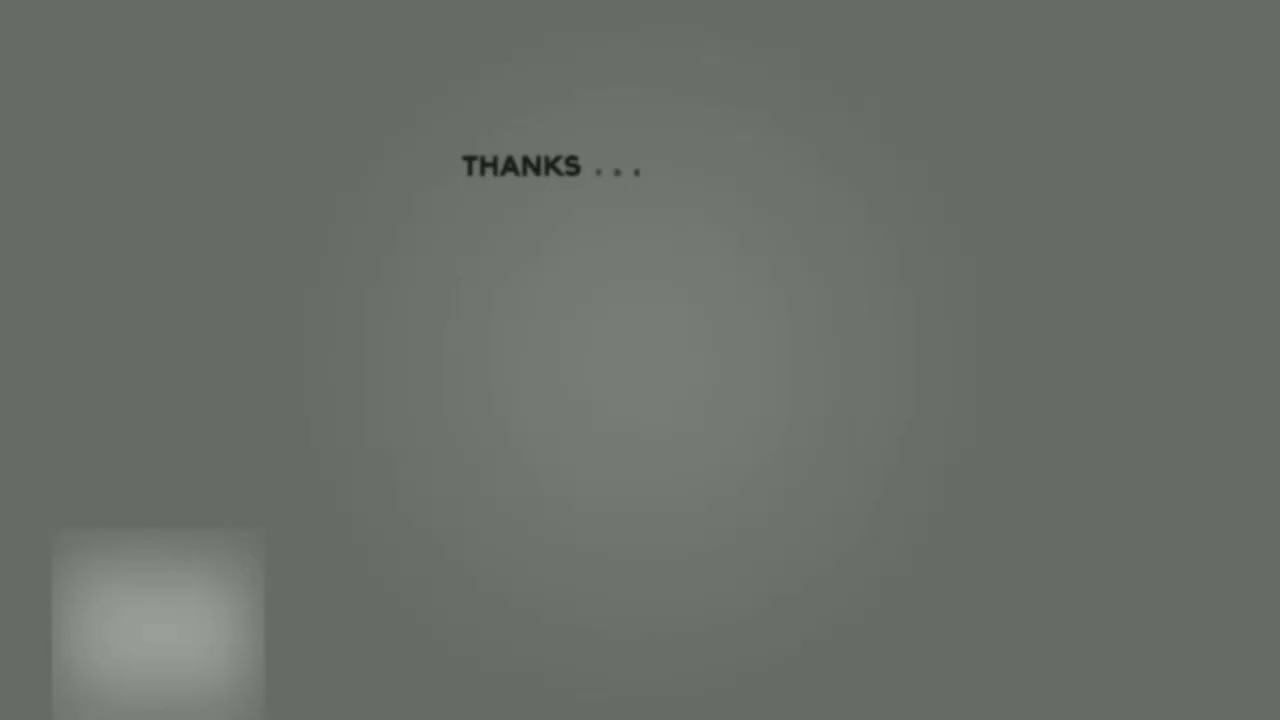 THANKS . . .